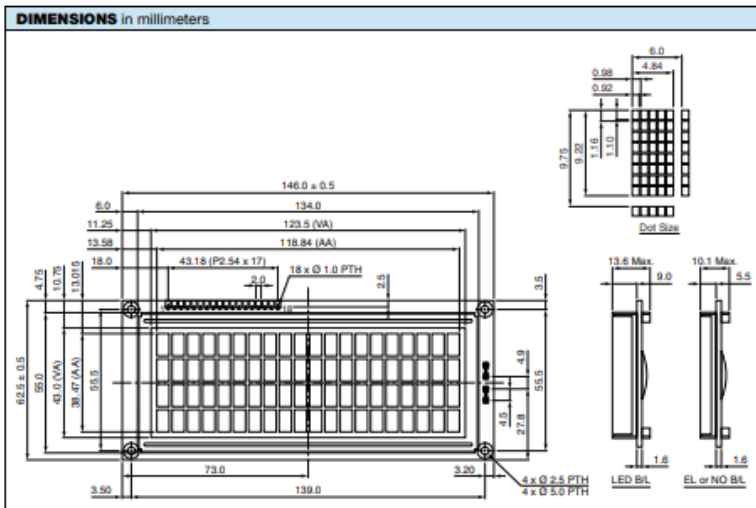 DIMENSIONS in millimeters
6.0
4.84
0.98
0.92
9.75
9.22
1.16
1.10
Dot Size
146.0 ± 0.5
6.0
134.0
11.25
123.5 (VA)
13.58
118.84 (AA)
18.0
43.18 (P2.54 x 17)
2.0
18 x Ø 1.0 PTH
4.75
10.75
13.015
2.5
3.5
1
18
62.5 ± 0.5
55.0
43.0 (VA)
38.47 (AA)
55.5
4.9
4.5
27.8
55.5
73.0
3.20
4 x Ø 2.5 PTH
4 x Ø 5.0 PTH
3.50
139.0
13.6 Max.
9.0
1.6
LED B/L
10.1 Max.
5.5
1.6
EL or NO B/L